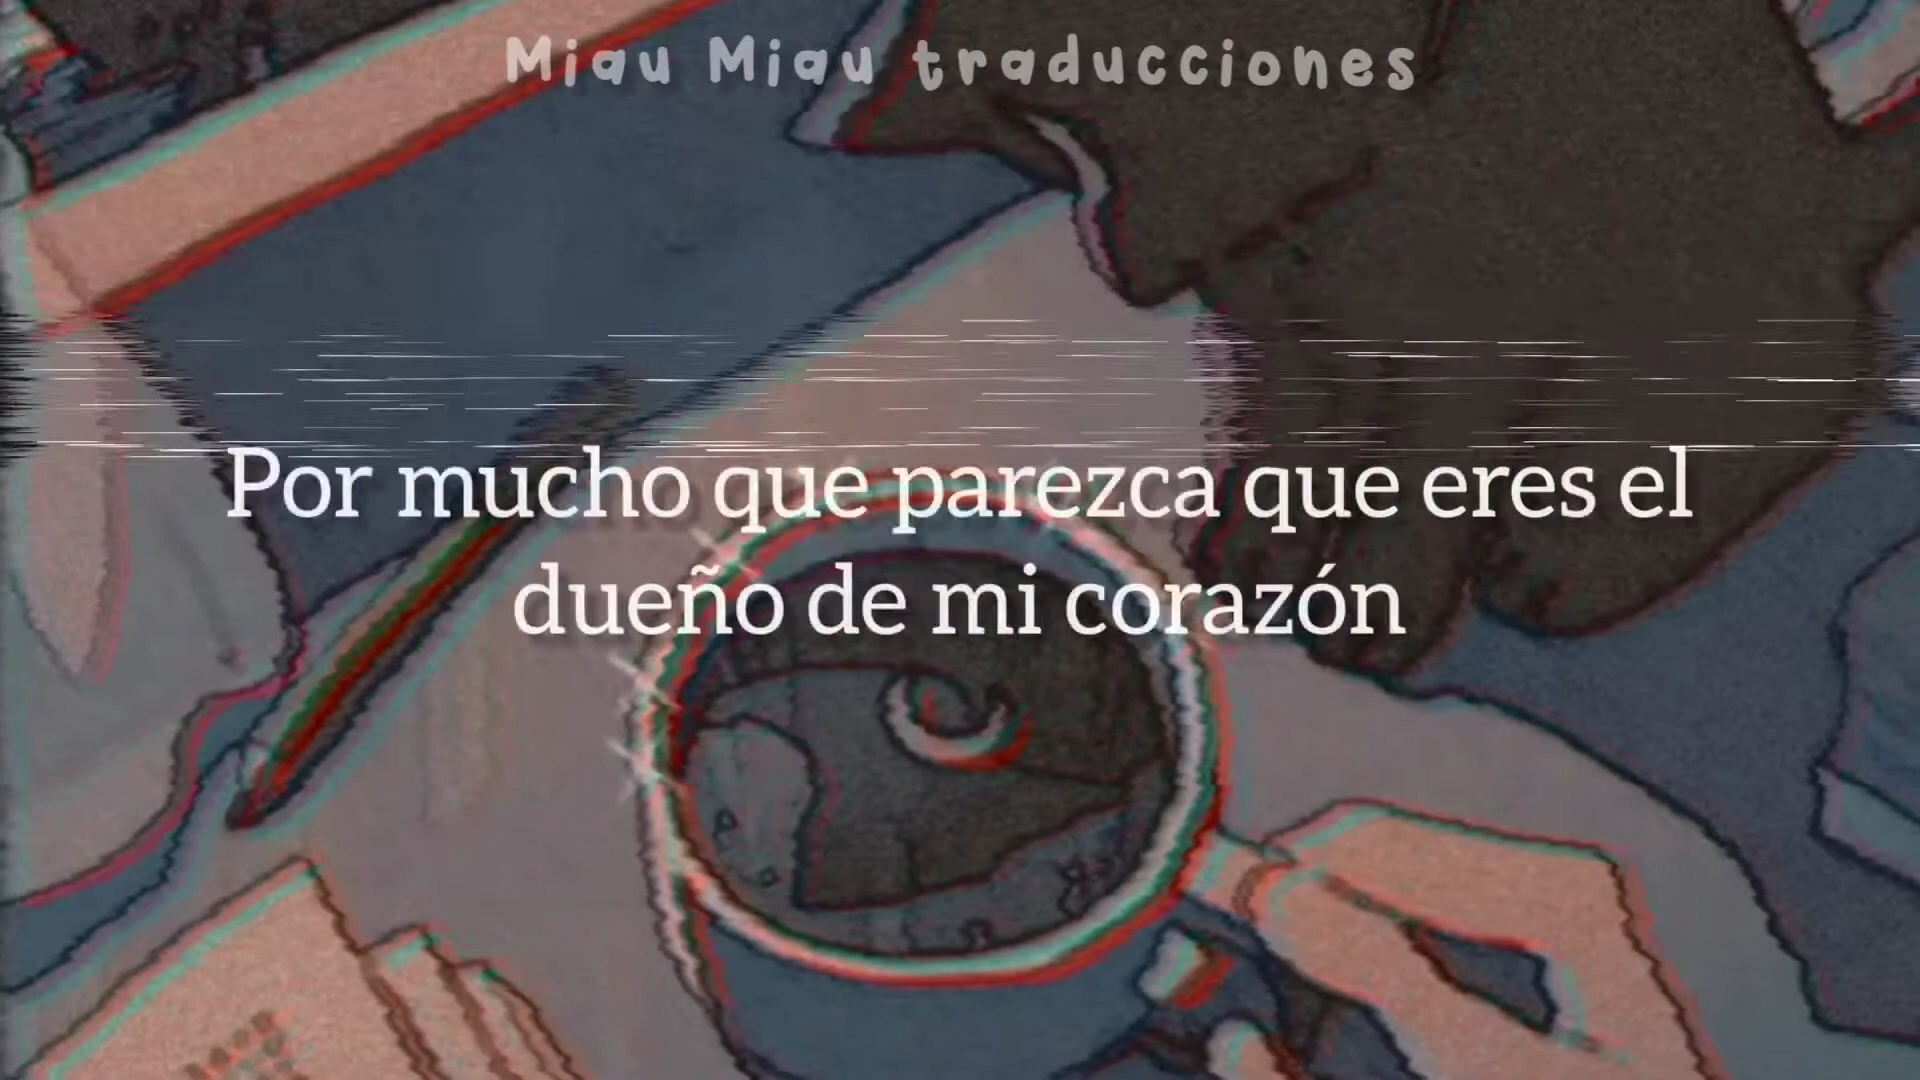 Miau Miau traducciones
Por mucho que parezca que eres el
dueño de mi corazón